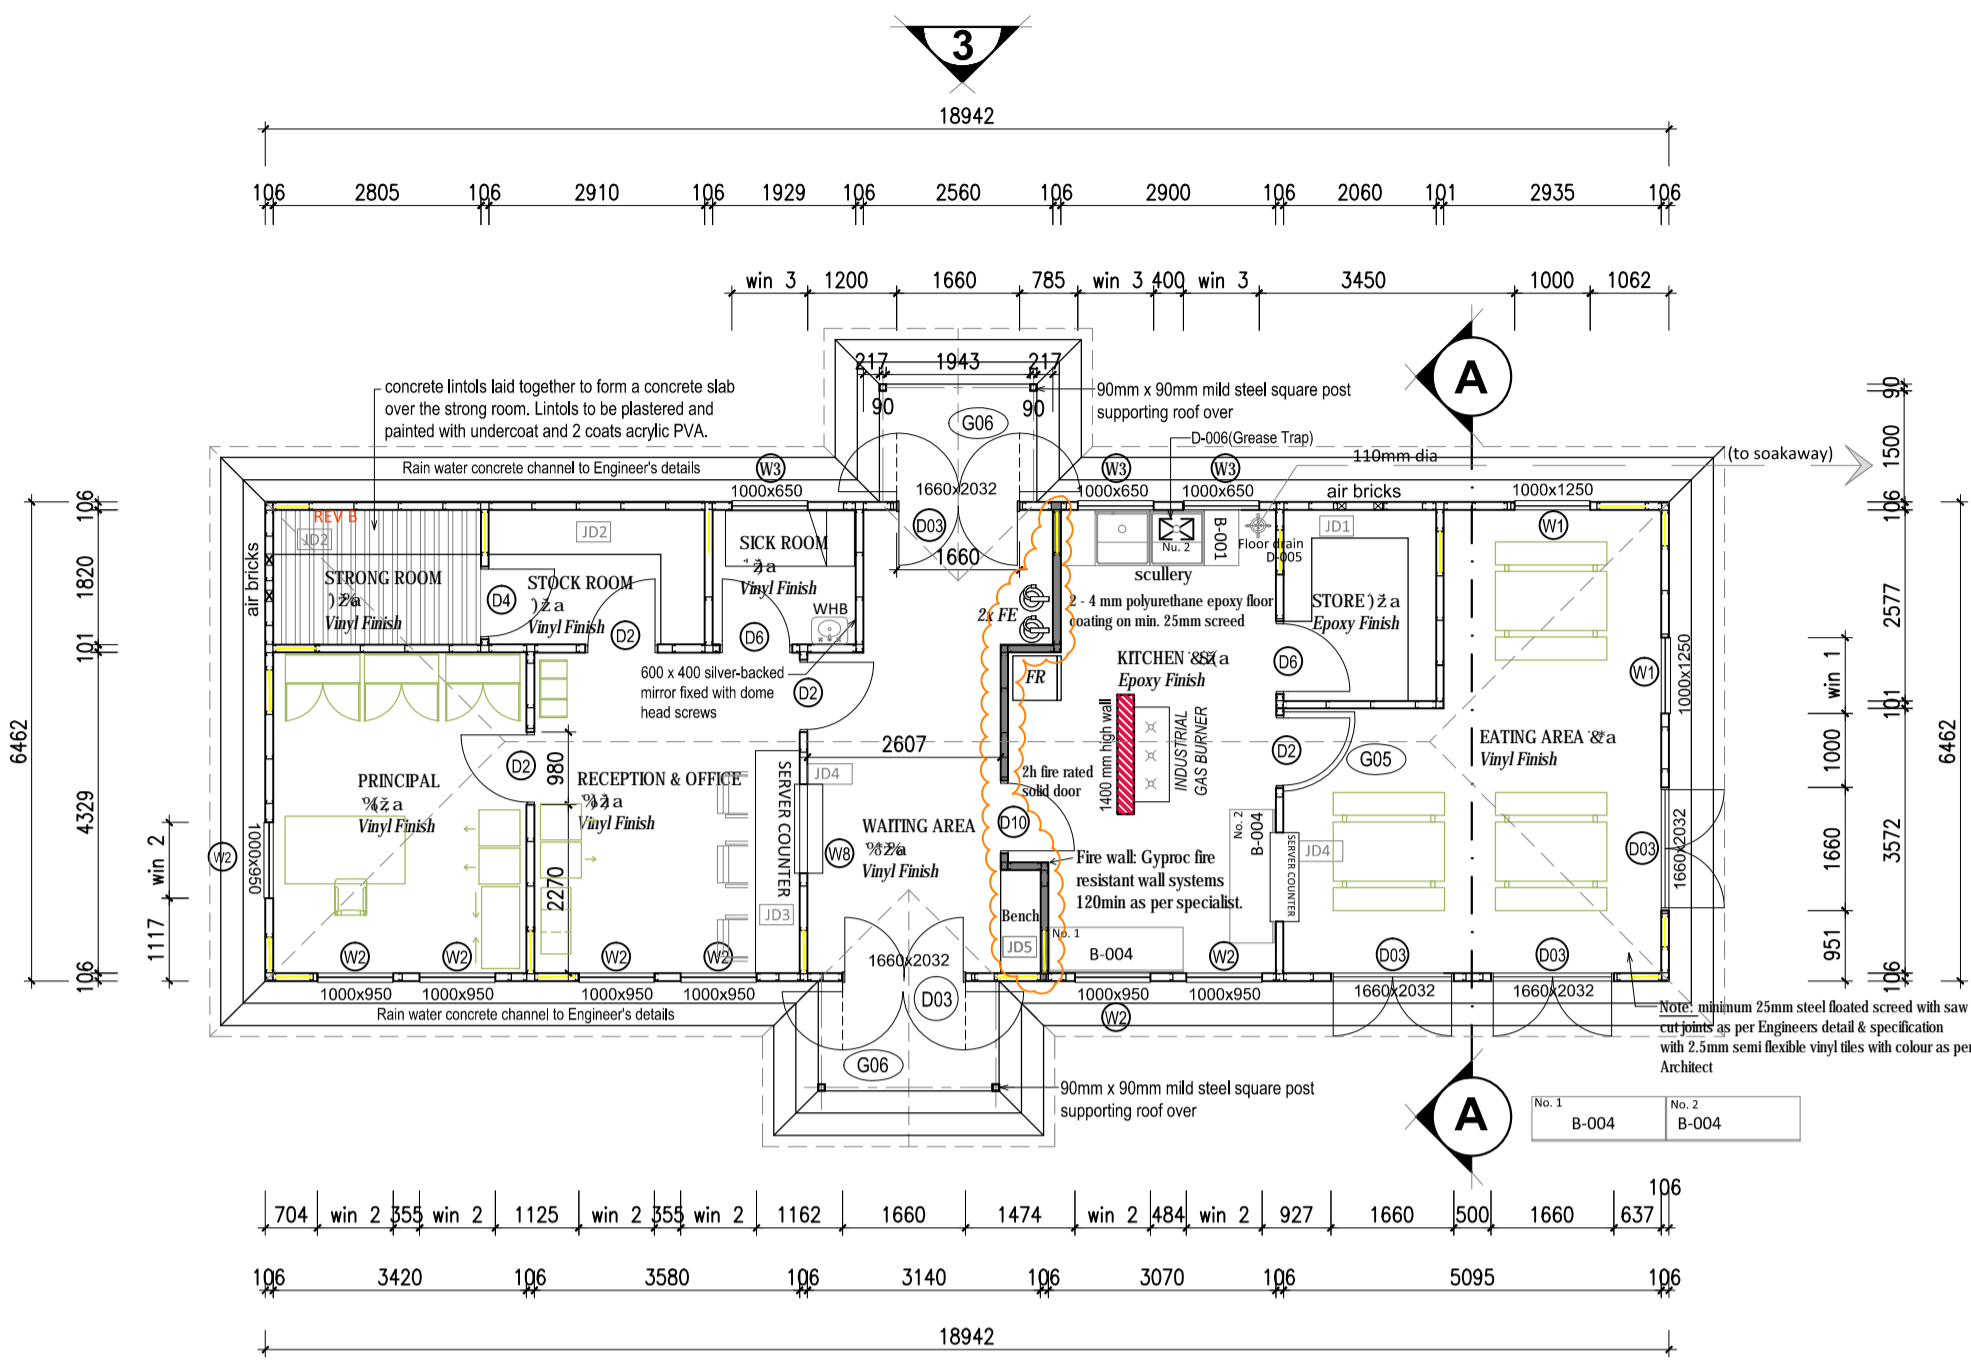 3
18942
106 2805 106 2910 106 1929 106 2560 106 2900 106 2060 101 2935 106
win 3 1200 1660 785 win 3 400 win 3 3450 1000 1062
217 1943 217
90 90
G06
A
concrete lintols laid together to form a concrete slab
over the strong room. Lintols to be plastered and
painted with undercoat and 2 coats acrylic PVA.
90mm x 90mm mild steel square post
supporting roof over
D-006(Grease Trap)
110mm dia
(to soakaway)
Rain water concrete channel to Engineer's details
W3
W3
W3
1000x650
1660x2032
1000x650
1000x650
air bricks
1000x1250
REV B
JD2
JD2
D03
1660
Nu. 2
B-001
Floor drain
D-005
JD1
W1
air bricks
STRONG ROOM
Vinyl Finish
D4
STOCK ROOM
Vinyl Finish
D2
SICK ROOM
Vinyl Finish
D6
WHB
2x FE
scullery
2 - 4 mm polyurethane epoxy floor
coating on min. 25mm screed
STORE
Epoxy Finish
D6
600 x 400 silver-backed
mirror fixed with dome
head screws
D2
FR
KITCHEN
Epoxy Finish
W1
1000x1250
1400 mm high wall
INDUSTRIAL
GAS BURNER
2607
D2
G05
EATING AREA
Vinyl Finish
PRINCIPAL
Vinyl Finish
D2
980
2270
RECEPTION & OFFICE
Vinyl Finish
SERVER COUNTER
JD4
JD3
W8
WAITING AREA
Vinyl Finish
2h fire rated
solid door
D10
Fire wall: Gyproc fire
resistant wall systems
120min as per specialist.
No. 2
B-004
SERVER COUNTER
JD4
D03
1660x2032
W2
1000x950
Bench
JD5
No. 1
B-004
W2
W2
W2
W2
W2
D03
D03
1000x950
1000x950
1000x950
1000x950
1660x2032
D03
1000x950
1000x950
1660x2032
1660x2032
W2
Rain water concrete channel to Engineer's details
Note: minimum 25mm steel floated screed with saw
cut joints as per Engineers detail & specification
with 2.5mm semi flexible vinyl tiles with colour as per
Architect
G06
90mm x 90mm mild steel square post
supporting roof over
A
No. 1
B-004
No. 2
B-004
6462
106 1820 101 4329 106
win 2 1117
90 1500 106 2577 101 3572 106
win 1 1000 1660 951
6462
704 win 2 355 win 2 1125 win 2 355 win 2 1162 1660 1474 win 2 484 win 2 927 1660 500 1660 637 106
106 3420 106 3580 106 3140 106 3070 106 5095 106
18942